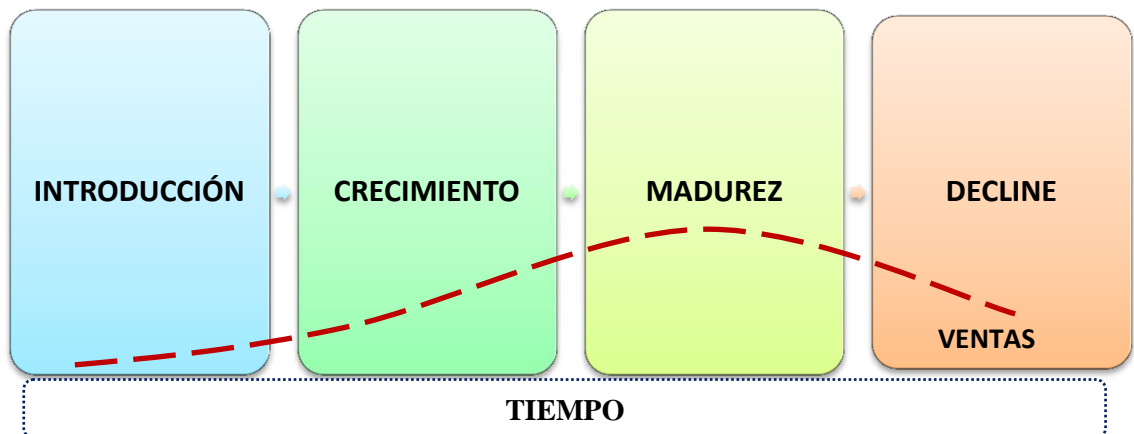 INTRODUCCIÓN
CRECIMIENTO
MADUREZ
DECLINE
VENTAS
TIEMPO